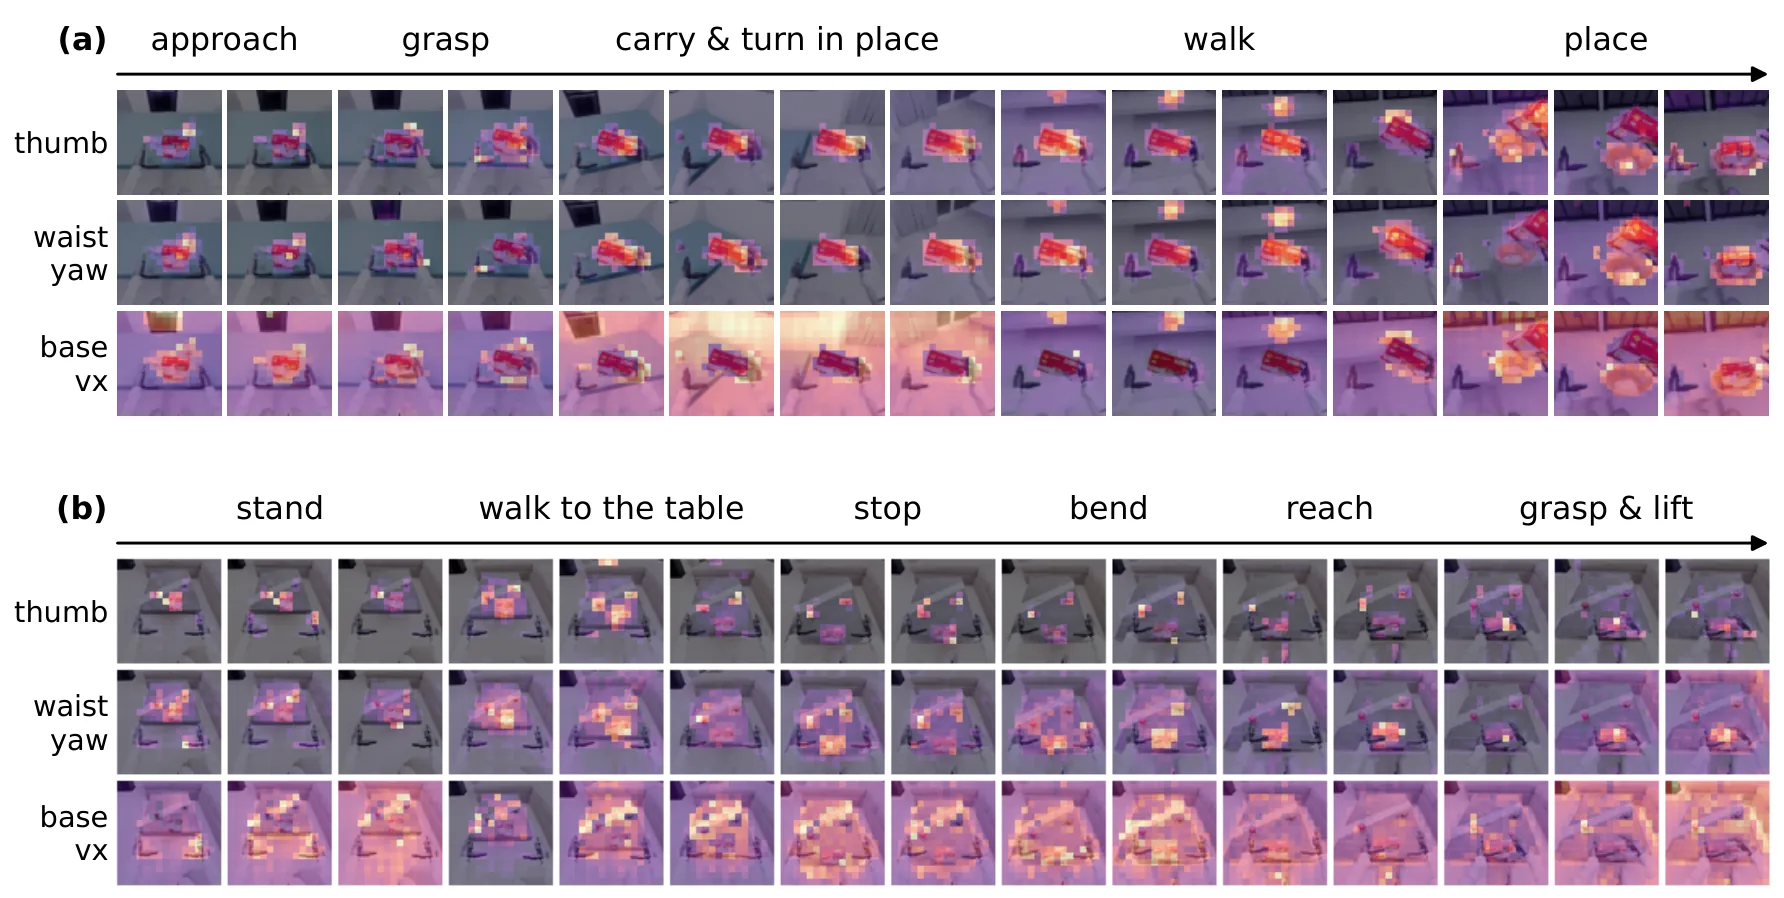 (a) approach grasp carry & turn in place walk place
thumb
waist
yaw
base
vx
(b) stand walk to the table stop bend reach grasp & lift
thumb
waist
yaw
base
vx